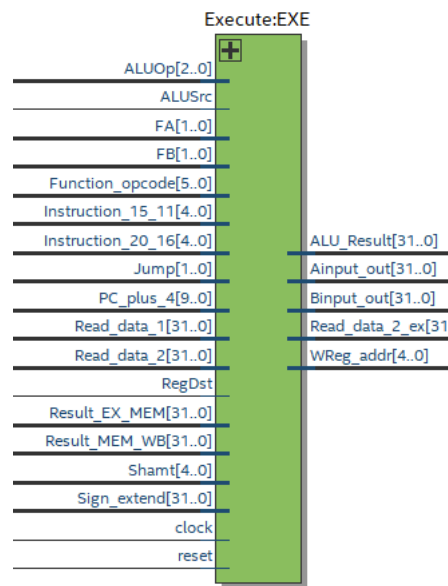 Execute:EXE
ALUOp[2..0]
ALUSrc
FA[1..0]
FB[1..0]
Function_opcode[5..0]
Instruction_15_11[4..0]
Instruction_20_16[4..0]
Jump[1..0]
PC_plus_4[9..0]
Read_data_1[31..0]
Read_data_2[31..0]
RegDst
Result_EX_MEM[31..0]
Result_MEM_WB[31..0]
Shamt[4..0]
Sign_extend[31..0]
clock
reset
ALU_Result[31..0]
Ainput_out[31..0]
Binput_out[31..0]
Read_data_2_ex[31
WReg_addr[4..0]